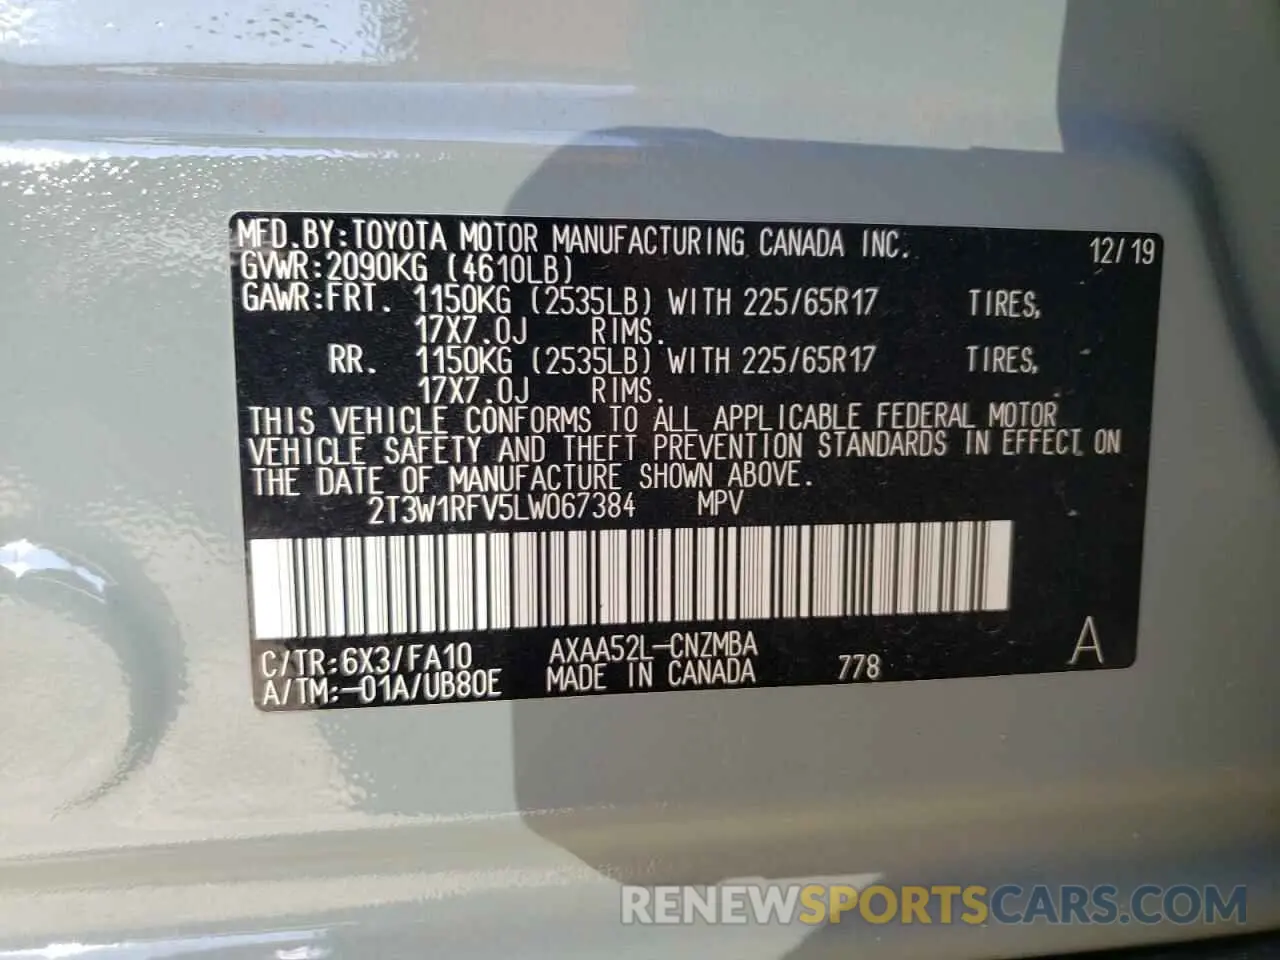 MFD.BY:TOYOTA MOTOR MANUFACTURING CANADA INC. 12/19
GVWR:2090KG (4610LB)
GAWR:FRT. 1150KG (2535LB) WITH 225/65R17 TIRES,
17X7.0J RIMS.
RR. 1150KG (2535LB) WITH 225/65R17 TIRES,
17X7.0J RIMS.
THIS VEHICLE CONFORMS TO ALL APPLICABLE FEDERAL MOTOR
VEHICLE SAFETY AND THEFT PREVENTION STANDARDS IN EFFECT ON
THE DATE OF MANUFACTURE SHOWN ABOVE.
2T3W1RFV5LW067384 MPV
C/TR:6X3/FA10 AXAA52L-CNZMBA
A/TM:-01A/UB80E MADE IN CANADA 778 A
RENEWSPORTSCARS.COM